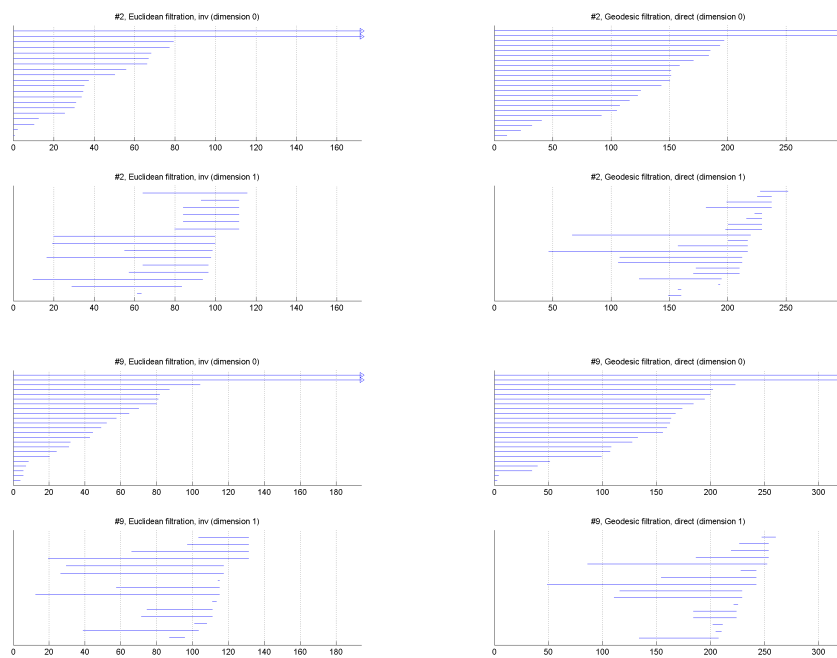 #2, Euclidean filtration, inv (dimension 0)
0 20 40 60 80 100 120 140 160
#2, Geodesic filtration, direct (dimension 0)
0 50 100 150 200 250
#2, Euclidean filtration, inv (dimension 1)
0 20 40 60 80 100 120 140 160
#2, Geodesic filtration, direct (dimension 1)
0 50 100 150 200 250
#9, Euclidean filtration, inv (dimension 0)
0 20 40 60 80 100 120 140 160 180
#9, Geodesic filtration, direct (dimension 0)
0 50 100 150 200 250 300
#9, Euclidean filtration, inv (dimension 1)
0 20 40 60 80 100 120 140 160 180
#9, Geodesic filtration, direct (dimension 1)
0 50 100 150 200 250 300